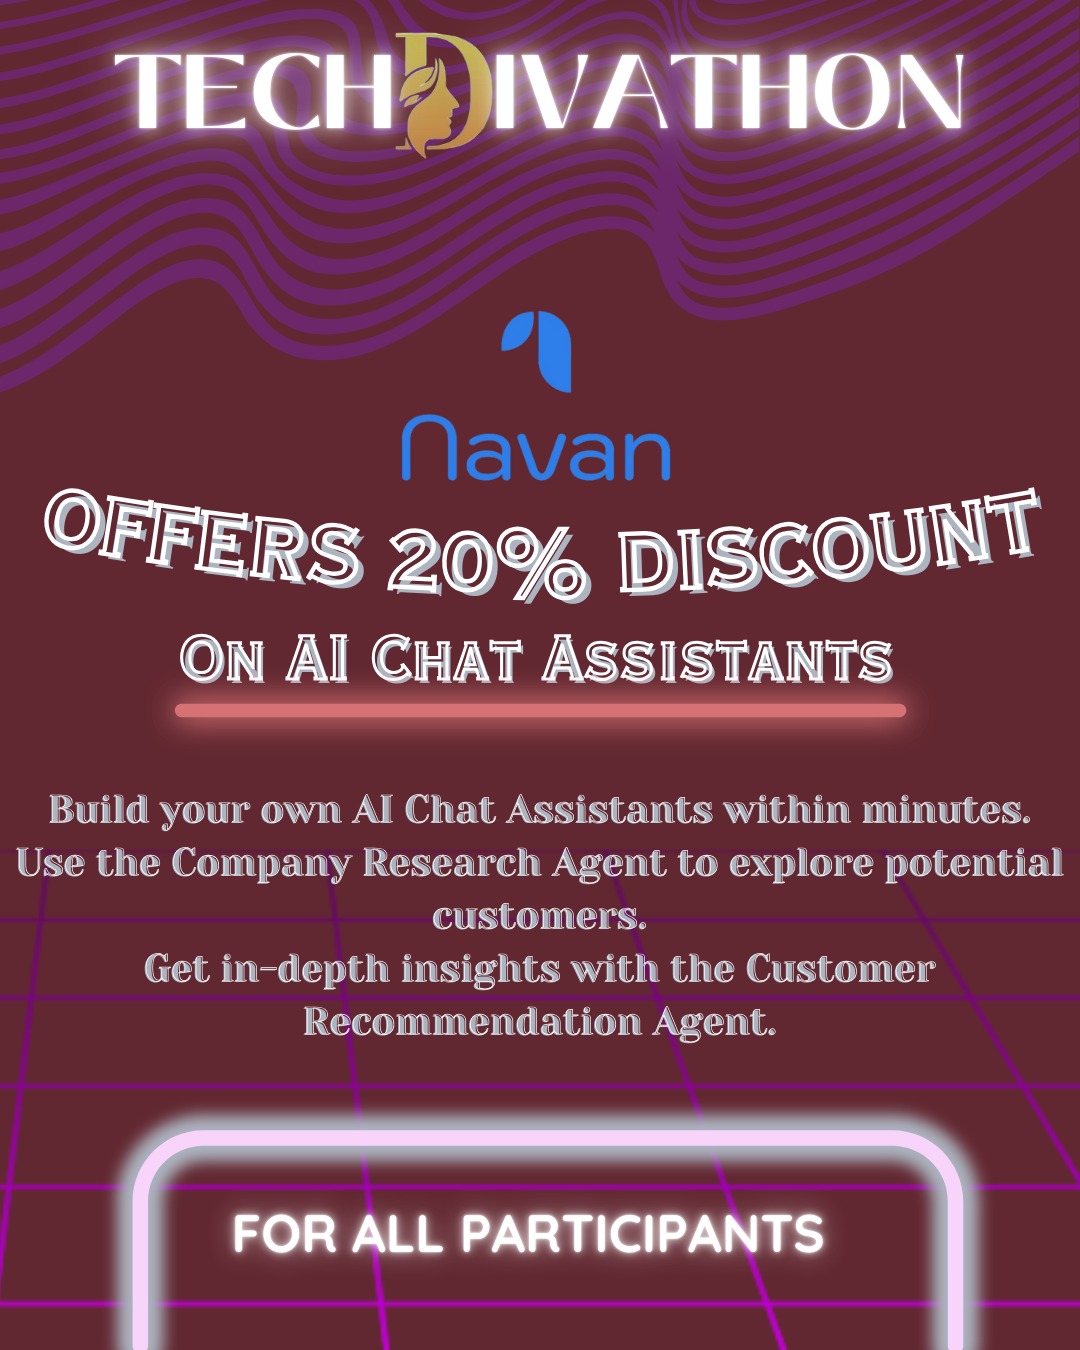 TECHDIVATHON
navan
OFFERS 20% DISCOUNT
ON AI CHAT ASSISTANTS
Build your own AI Chat Assistants within minutes.
Use the Company Research Agent to explore potential
customers.
Get in-depth insights with the Customer
Recommendation Agent.
FOR ALL PARTICIPANTS